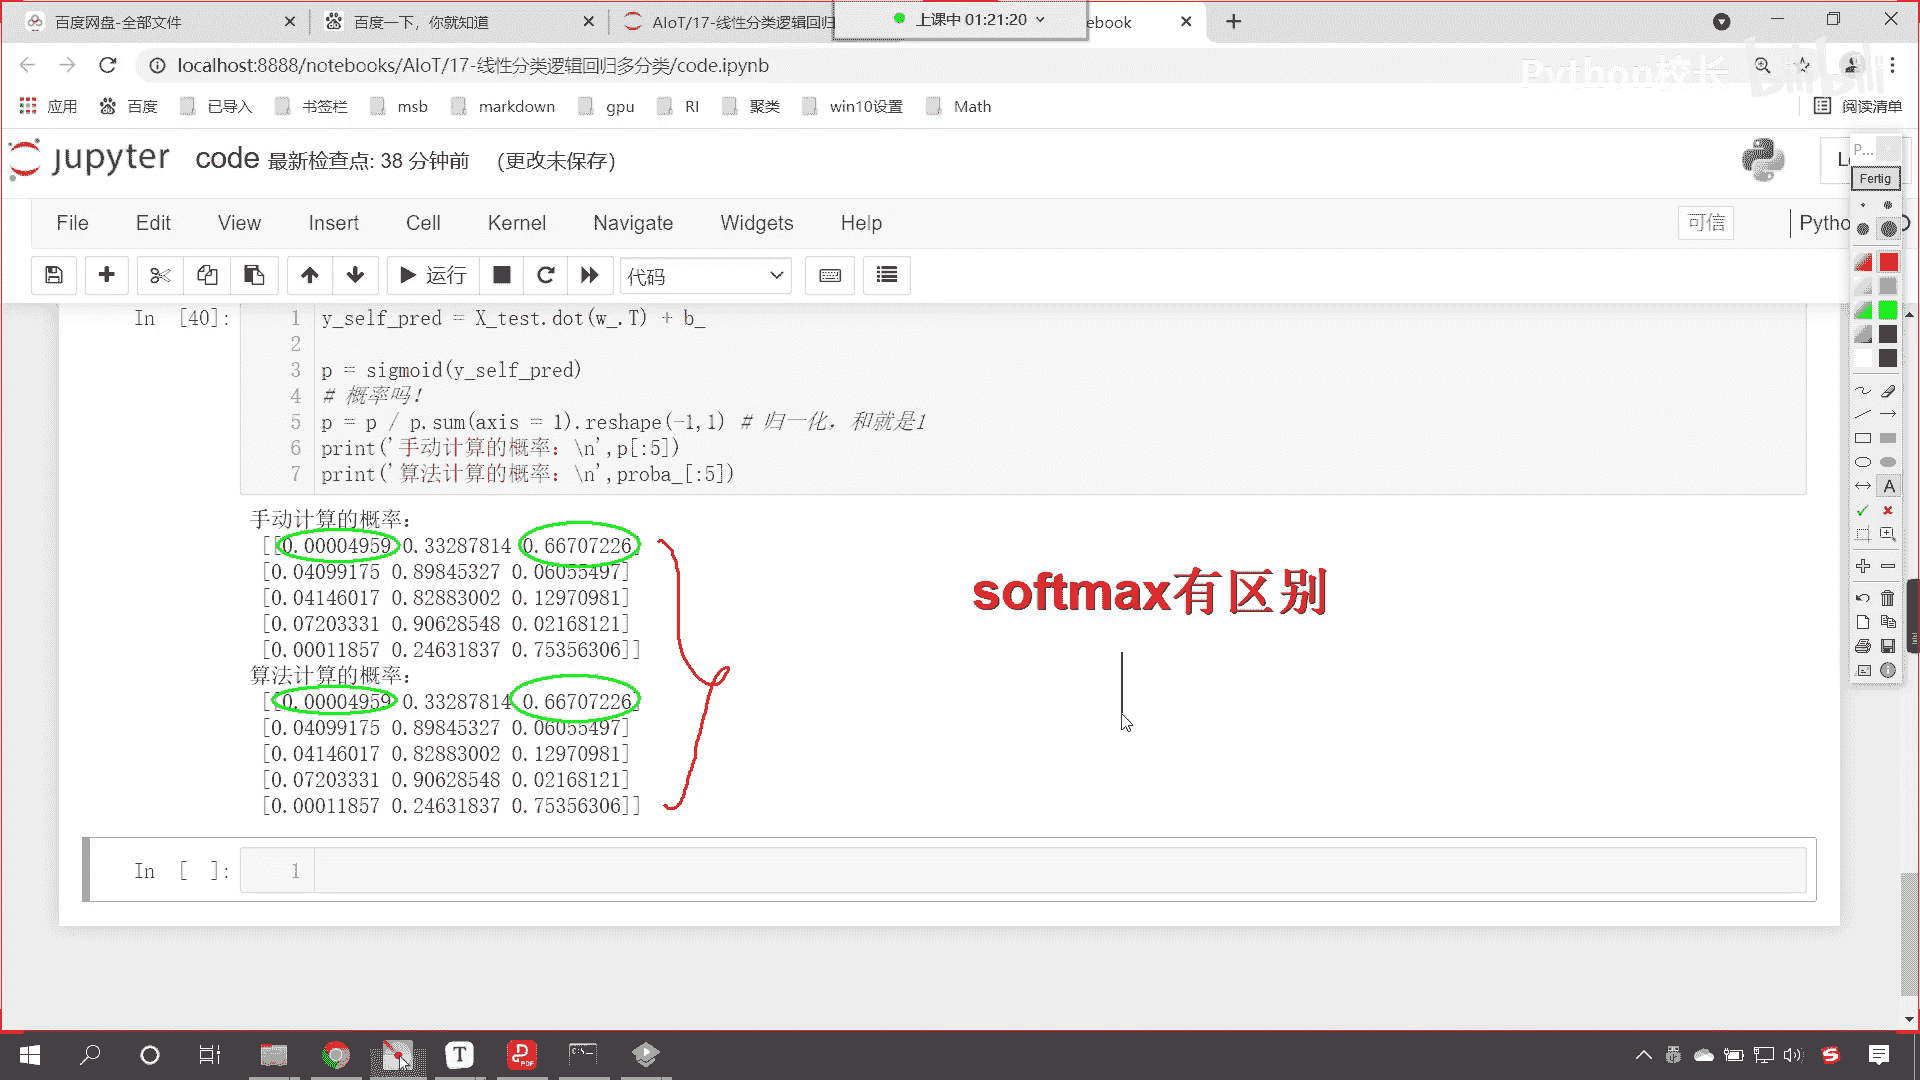 百度网盘-全部文件
百度一下，你就知道
AIoT/17-线性分类逻辑回归
上课中 01:21:20
ebook
localhost:8888/notebooks/AIoT/17-线性分类逻辑回归多分类/code.ipynb
Python校长
bilibili
应用 百度 已导入 书签栏 msb markdown gpu RI 聚类 win10设置 Math 阅读清单
jupyter code 最新检查点: 38 分钟前 (更改未保存)
P...
Fertig
File Edit View Insert Cell Kernel Navigate Widgets Help 可信 Pytho
运行 代码
In [40]:
1 y_self_pred = X_test.dot(w_.T) + b_
2
3 p = sigmoid(y_self_pred)
4 # 概率吗！
5 p = p / p.sum(axis = 1).reshape(-1,1) # 归一化，和就是1
6 print('手动计算的概率：\n',p[:5])
7 print('算法计算的概率：\n',proba_[:5])
手动计算的概率：
[[0.00004959 0.33287814 0.66707226]
[0.04099175 0.89845327 0.06055497]
[0.04146017 0.82883002 0.12970981]
[0.07203331 0.90628548 0.02168121]
[0.00011857 0.24631837 0.75356306]]
算法计算的概率：
[[0.00004959 0.33287814 0.66707226]
[0.04099175 0.89845327 0.06055497]
[0.04146017 0.82883002 0.12970981]
[0.07203331 0.90628548 0.02168121]
[0.00011857 0.24631837 0.75356306]]
softmax有区别
In [ ]: 1